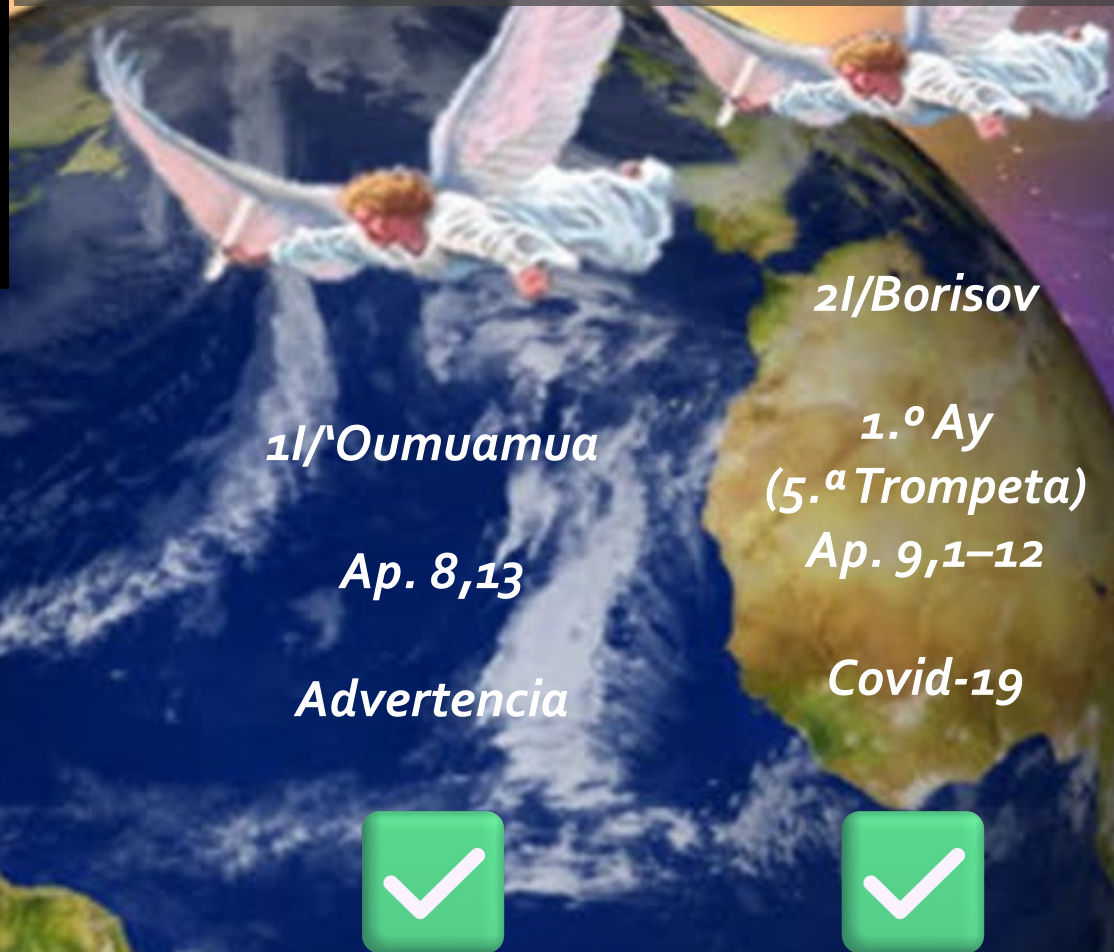 1I/‘Oumuamua
Ap. 8,13
Advertencia
2I/Borisov
1.º Ay
(5.ª Trompeta)
Ap. 9,1–12
Covid-19